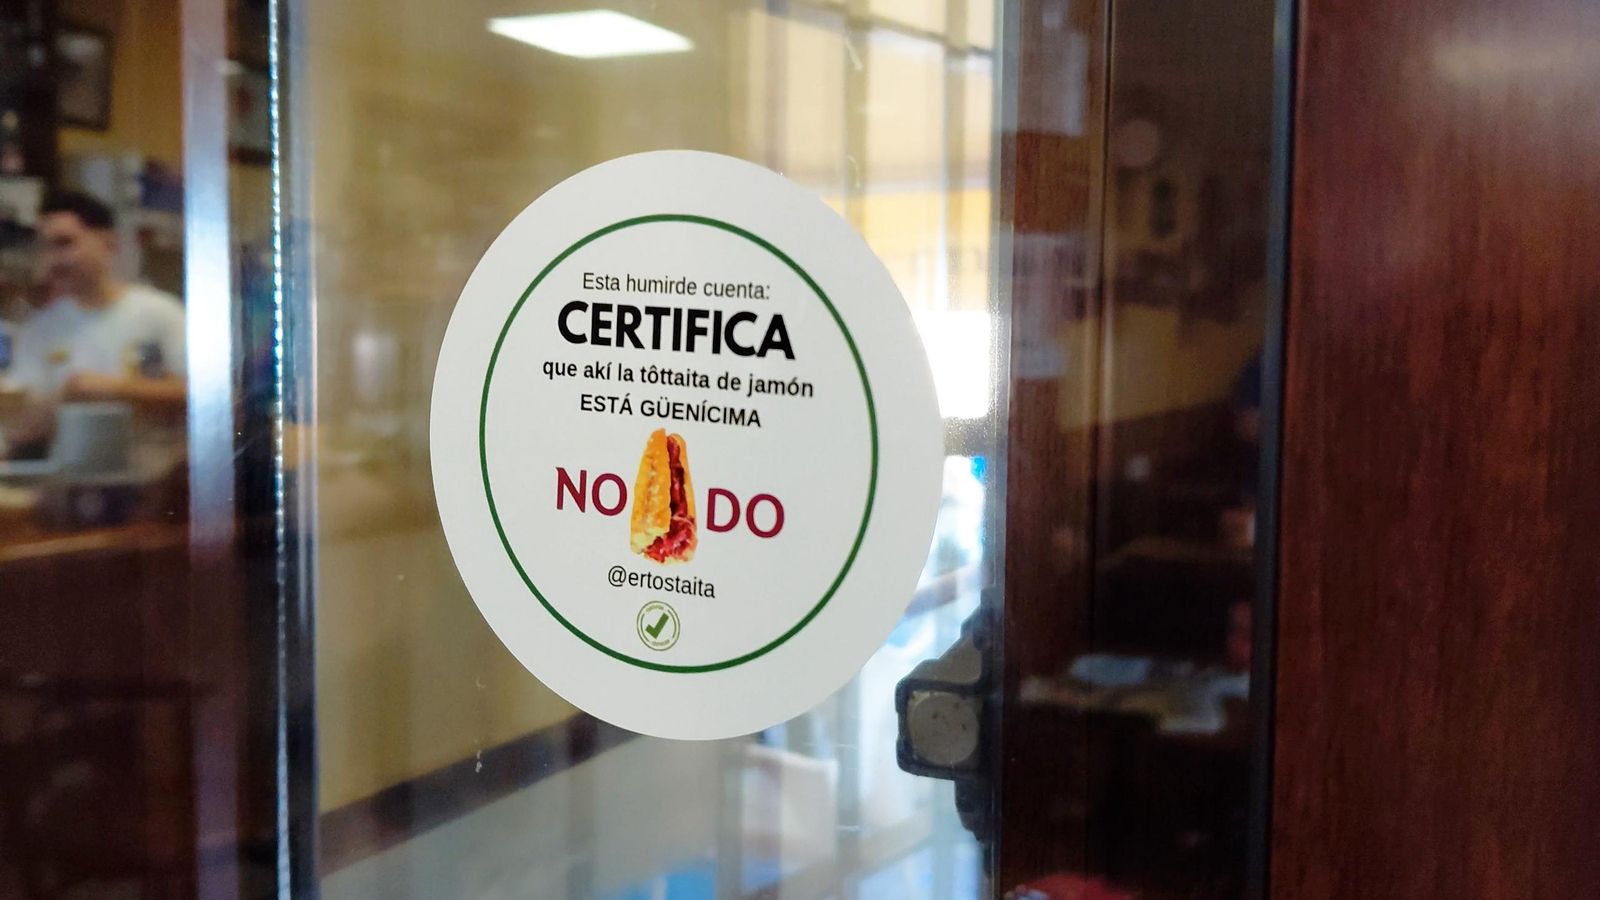 Esta humirde cuenta:
CERTIFICA
que akí la tôttaita de jamón
ESTÁ GÜENÍCIMA
NO DO
@ertostaita